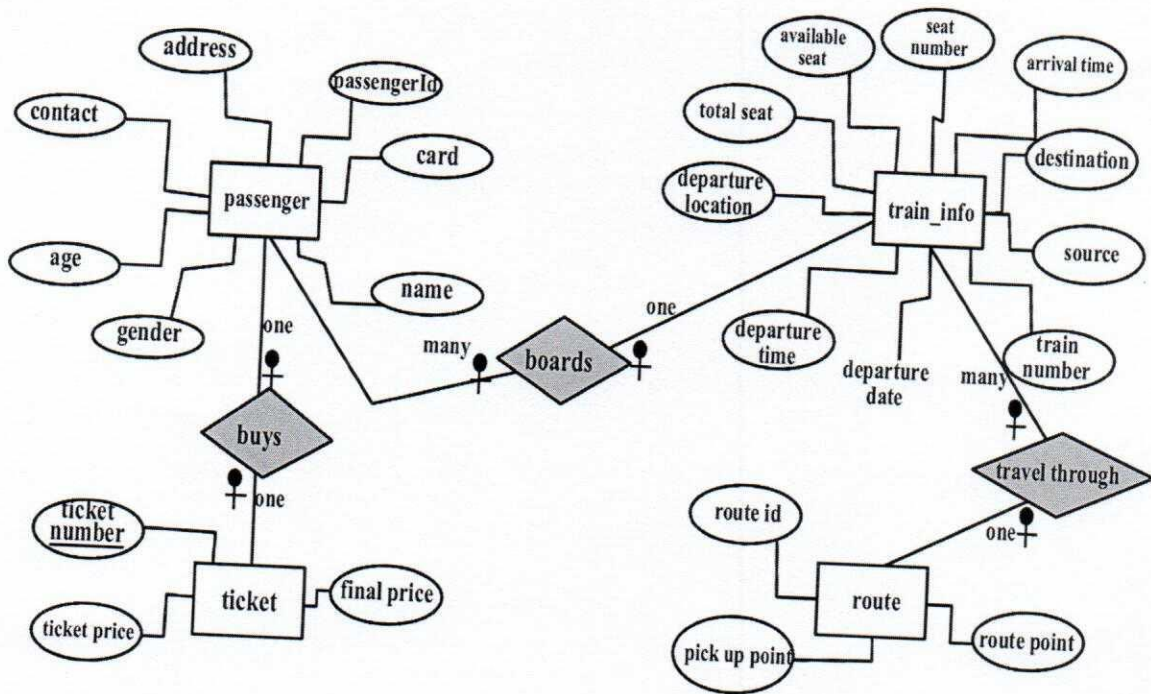 address
available
seat
seat
number
passengerId
arrival time
contact
total seat
card
destination
departure
location
passenger
train_info
age
source
name
gender
one
one
departure
time
train
number
many
boards
departure
date
many
buys
travel through
one
ticket
number
route id
one
final price
ticket
route
ticket price
route point
pick up point